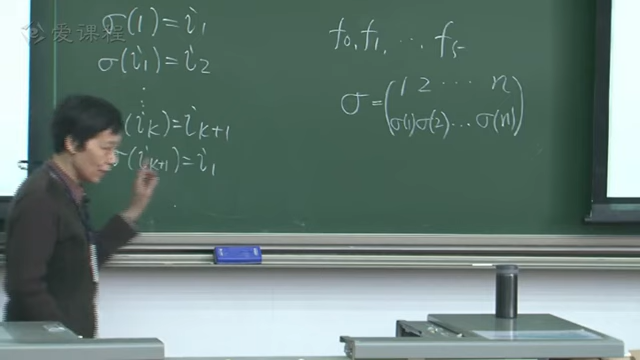 爱课程
σ(1)=i₁
σ(i₁)=i₂
⋮
(i_K)=i_{K+1}
σ(i_{K+1})=i₁
f₀, f₁, ⋯, f₅
σ=(1 2 ⋯ n
σ(1) σ(2) ⋯ σ(n))